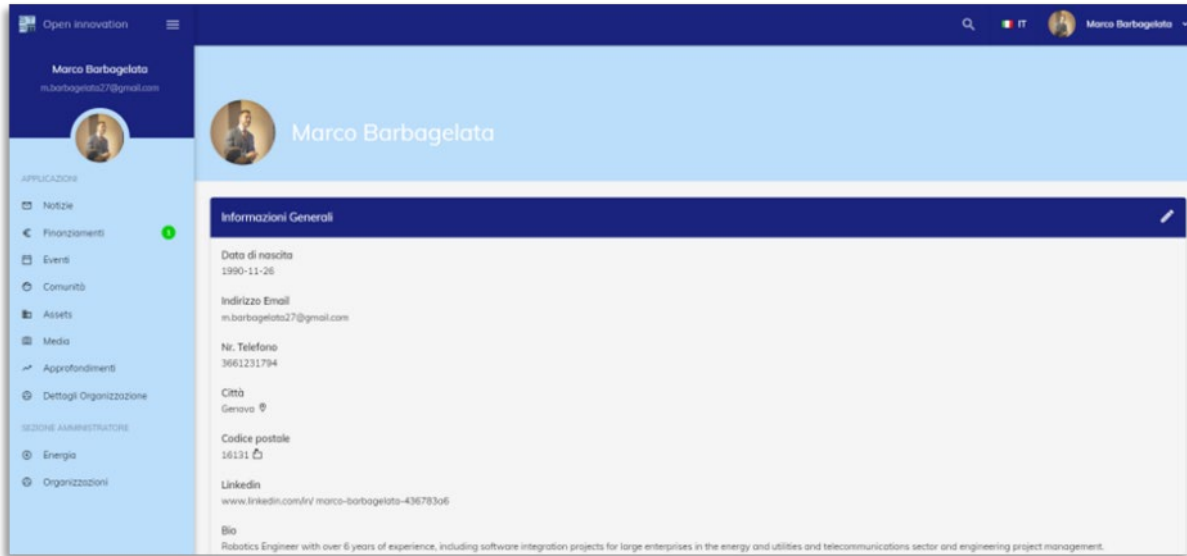 Open Innovation
IT
Marco Barbagelata
Marco Barbagelata
m.barbagelata27@gmail.com
Marco Barbagelata
APPLICAZIONI
Notizie
Finanziamenti
Eventi
Comunità
Assets
Media
Approfondimenti
Dettagli Organizzazione
SEZIONE AMMINISTRATORE
Energia
Organizzazioni
Informazioni Generali
Data di nascita
1990-11-26
Indirizzo Email
m.barbagelata27@gmail.com
Nr. Telefono
3661231794
Città
Genova
Codice postale
16131
Linkedin
www.linkedin.com/in/ marco-barbagelata-436783a6
Bio
Robotics Engineer with over 6 years of experience, including software integration projects for large enterprises in the energy and utilities and telecommunications sector and engineering project management.